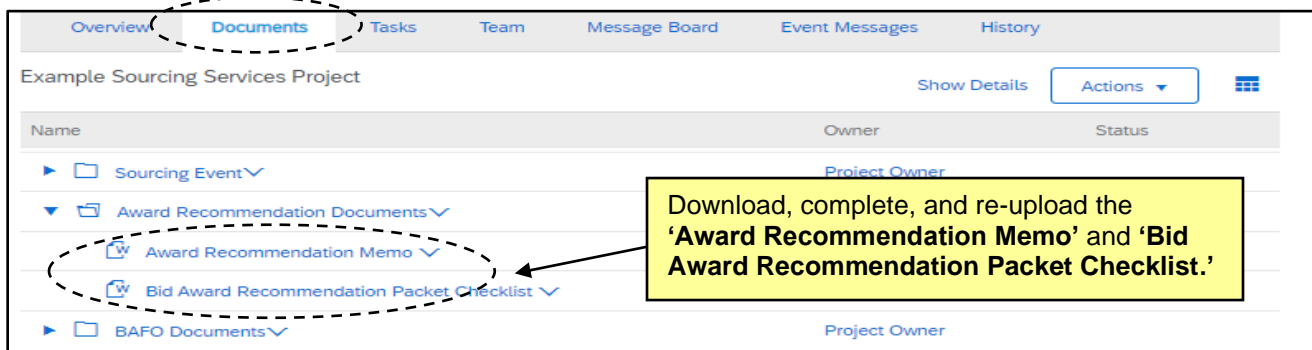 Overview Documents Tasks Team Message Board Event Messages History
Example Sourcing Services Project Show Details Actions
Name Owner Status
Sourcing Event Project Owner
Award Recommendation Documents
Award Recommendation Memo
Bid Award Recommendation Packet Checklist
Download, complete, and re-upload the
‘Award Recommendation Memo’ and ‘Bid
Award Recommendation Packet Checklist.’
BAFO Documents Project Owner